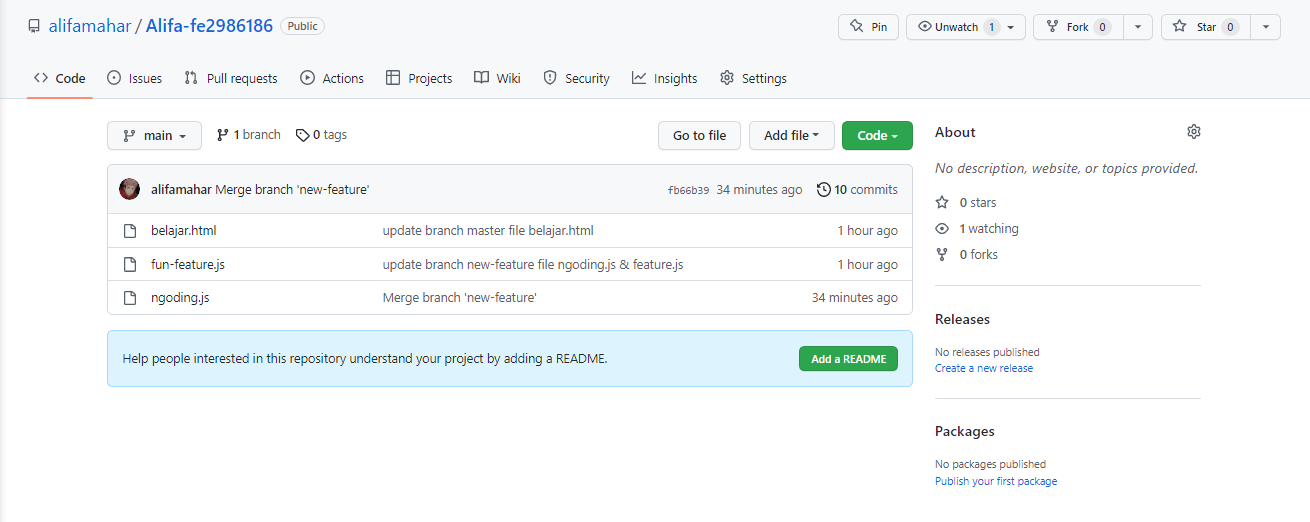 alifamahar / Alifa-fe2986186 Public
Pin Unwatch 1 Fork 0 Star 0
Code Issues Pull requests Actions Projects Wiki Security Insights Settings
main 1 branch 0 tags Go to file Add file Code
alifamahar Merge branch 'new-feature' fb66b39 34 minutes ago 10 commits
belajar.html update branch master file belajar.html 1 hour ago
fun-feature.js update branch new-feature file ngoding.js & feature.js 1 hour ago
ngoding.js Merge branch 'new-feature' 34 minutes ago
Help people interested in this repository understand your project by adding a README. Add a README
About
No description, website, or topics provided.
0 stars
1 watching
0 forks
Releases
No releases published
Create a new release
Packages
No packages published
Publish your first package